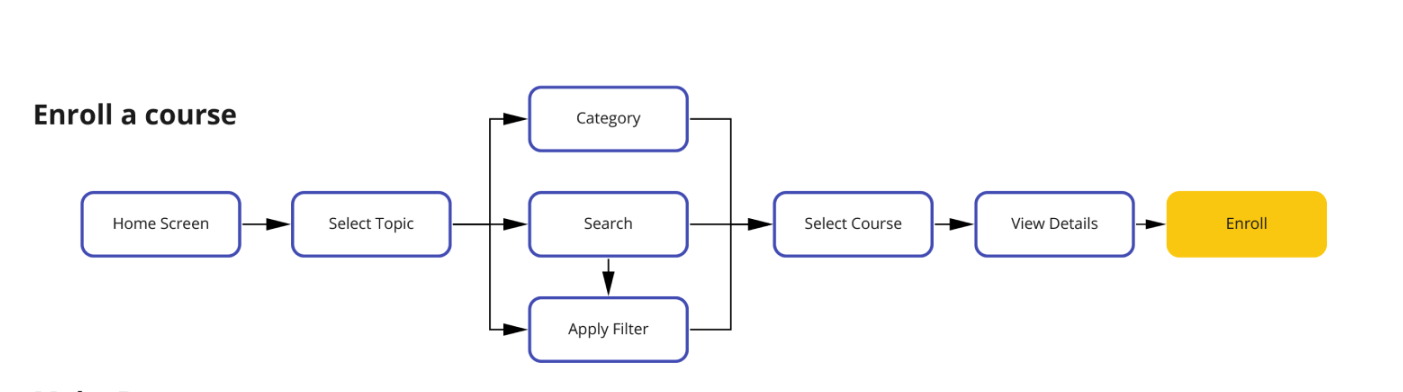 Enroll a course
Category
Home Screen
Select Topic
Search
Select Course
View Details
Enroll
Apply Filter